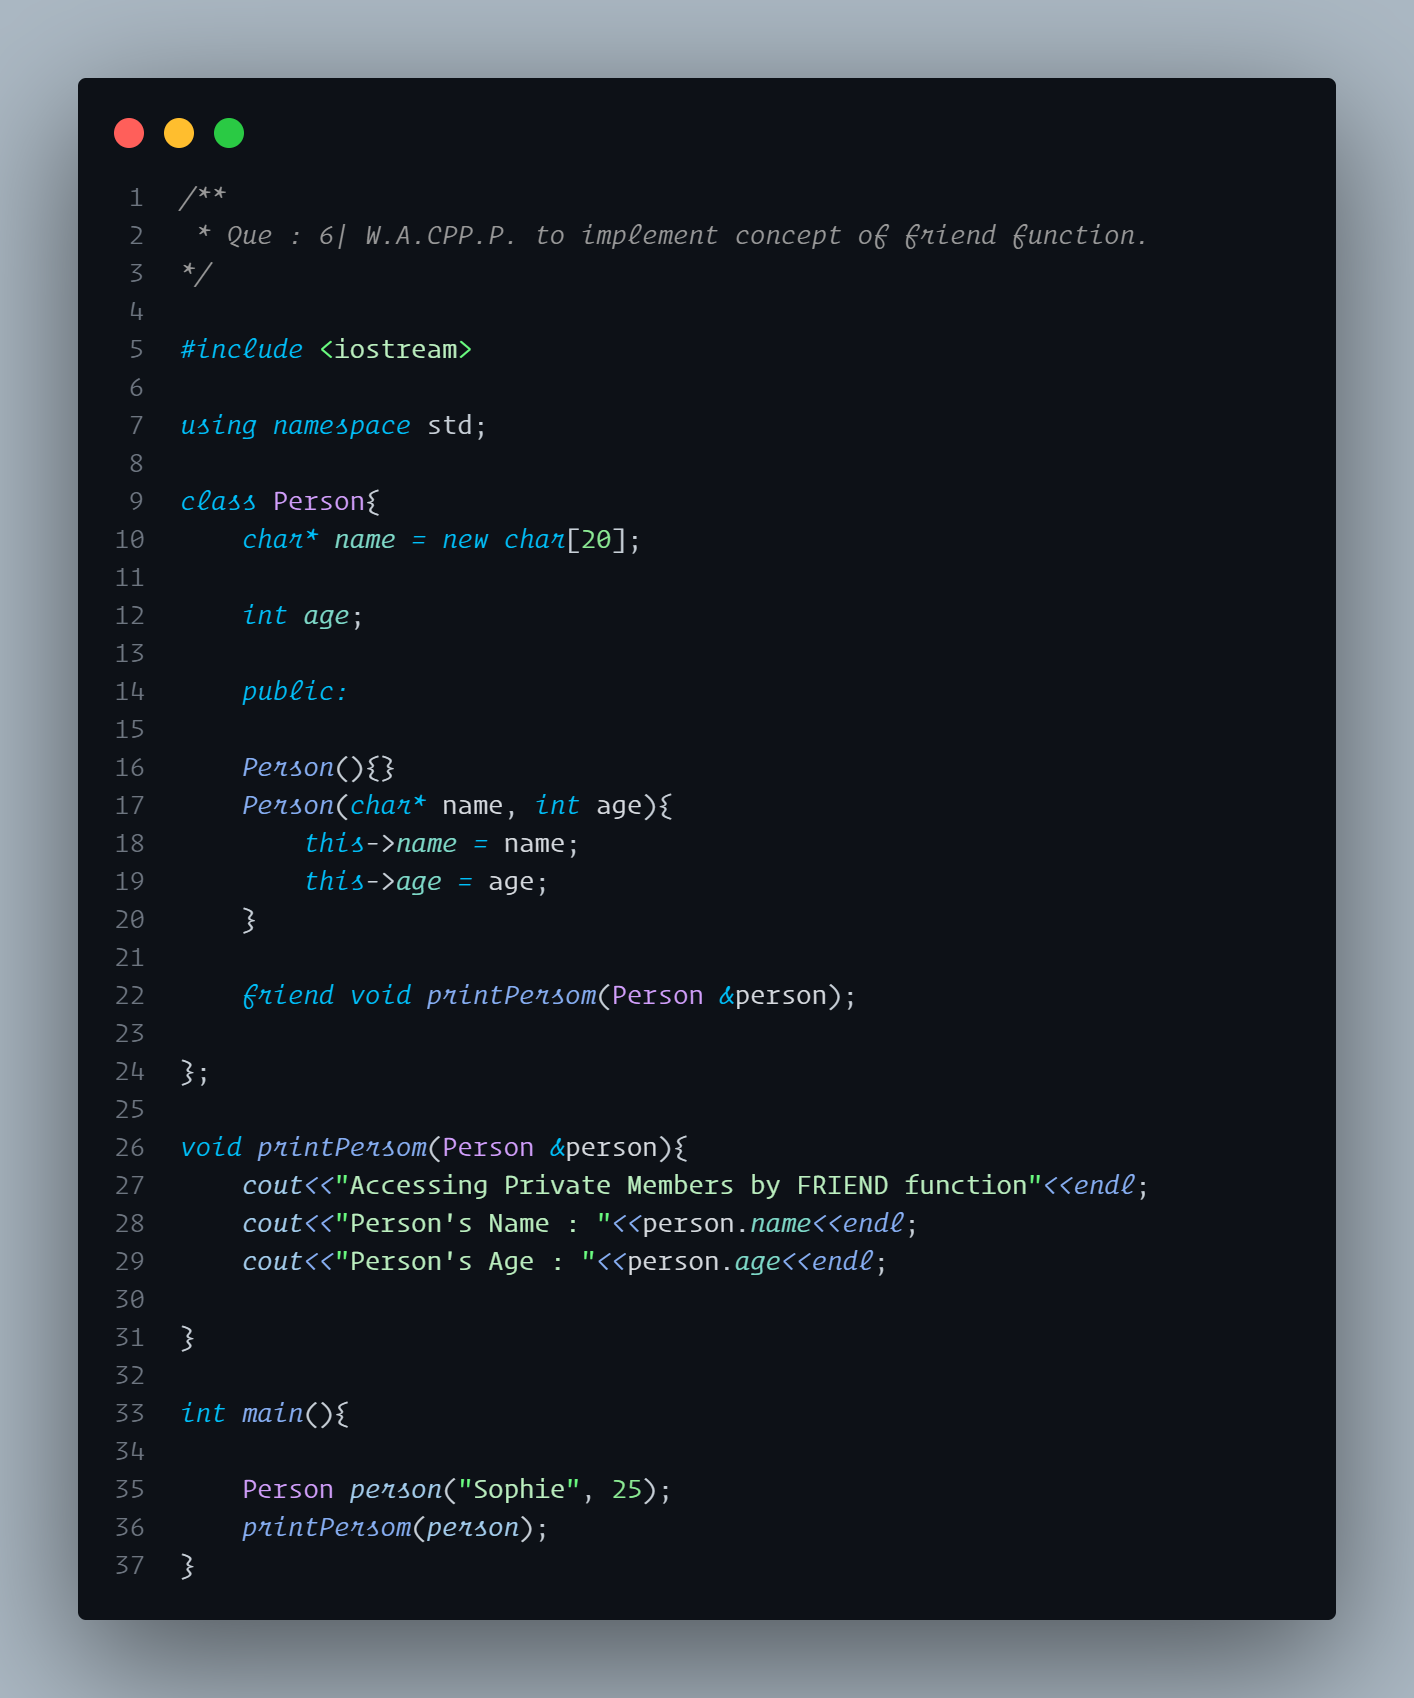 1 /**
2  * Que : 6| W.A.CPP.P. to implement concept of friend function.
3 */
4
5 #include <iostream>
6
7 using namespace std;
8
9 class Person{
10     char* name = new char[20];
11
12     int age;
13
14     public:
15
16     Person(){}
17     Person(char* name, int age){
18         this->name = name;
19         this->age = age;
20     }
21
22     friend void printPersom(Person &person);
23
24 };
25
26 void printPersom(Person &person){
27     cout<<"Accessing Private Members by FRIEND function"<<endl;
28     cout<<"Person's Name : "<<person.name<<endl;
29     cout<<"Person's Age : "<<person.age<<endl;
30
31 }
32
33 int main(){
34
35     Person person("Sophie", 25);
36     printPersom(person);
37 }